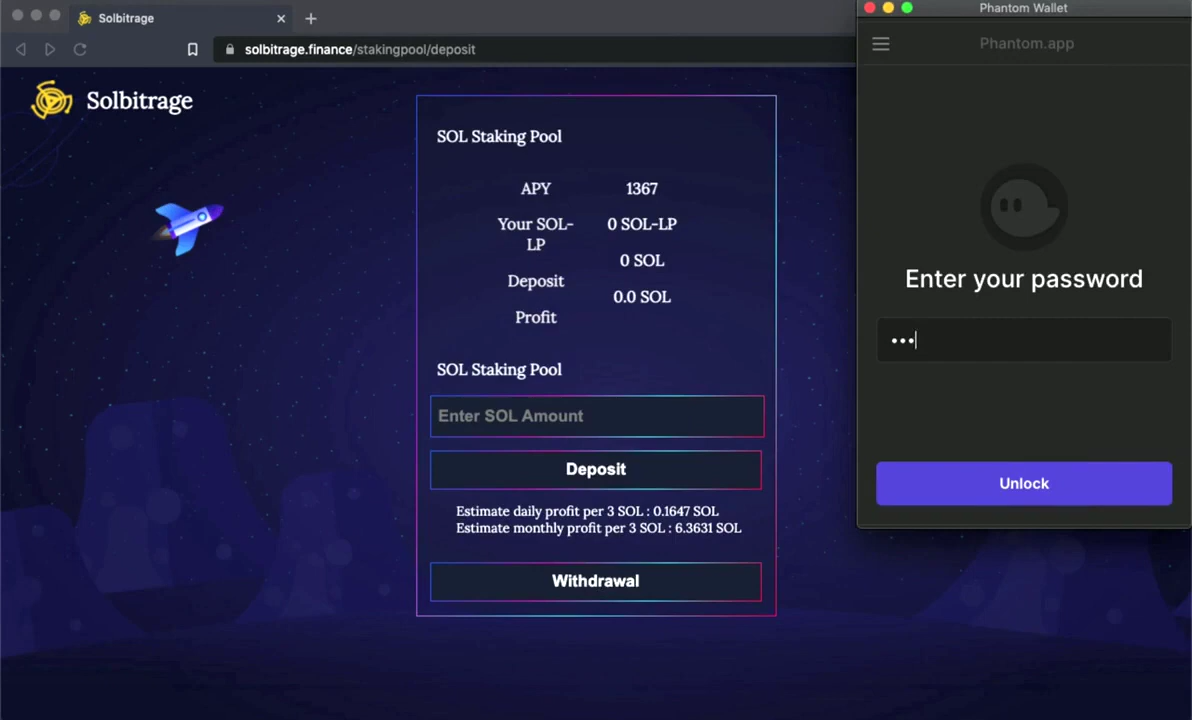 Solbitrage
solbitrage.finance/stakingpool/deposit
Solbitrage
SOL Staking Pool
APY 1367
Your SOL-LP 0 SOL-LP
Deposit 0 SOL
Profit 0.0 SOL
SOL Staking Pool
Enter SOL Amount
Deposit
Estimate daily profit per 3 SOL : 0.1647 SOL
Estimate monthly profit per 3 SOL : 6.3631 SOL
Withdrawal
Phantom Wallet
Phantom.app
Enter your password
•••
Unlock